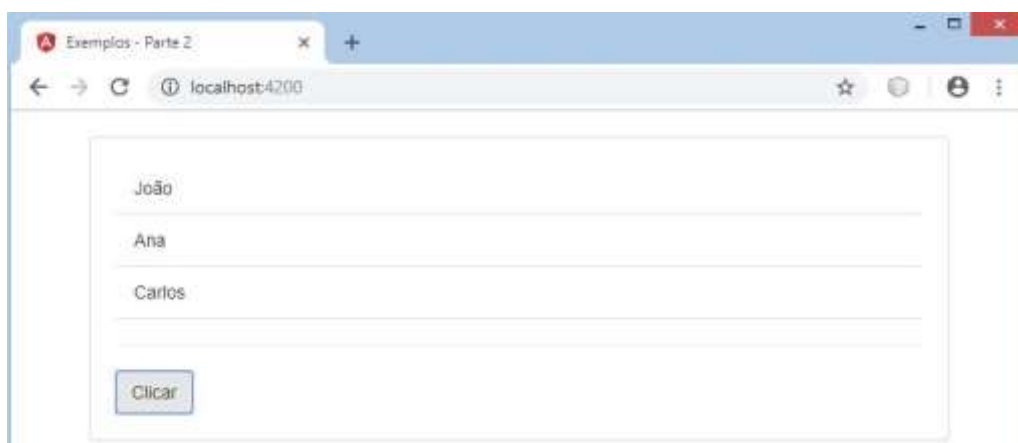 Exemplos - Parte 2
localhost:4200
João
Ana
Carlos
Clicar